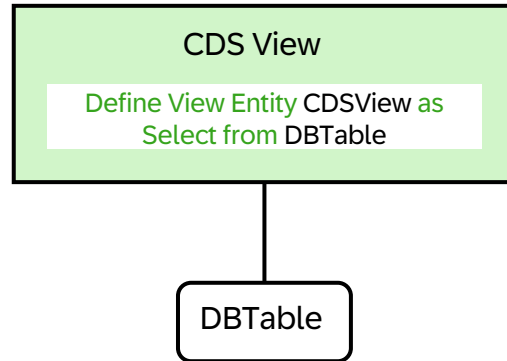 CDS View
Define View Entity CDSView as
Select from DBTable
DBTable